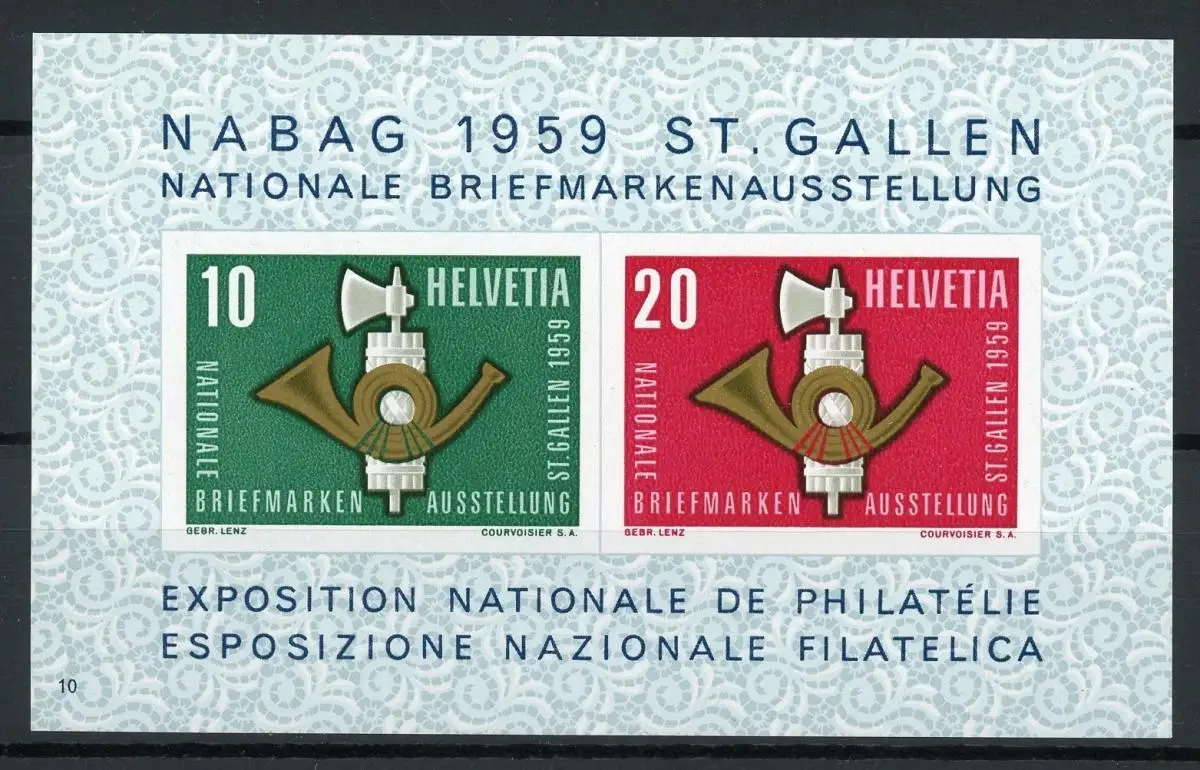 NABAG 1959 ST. GALLEN
NATIONALE BRIEFMARKENAUSSTELLUNG
10
HELVETIA
NATIONALE
BRIEFMARKEN AUSSTELLUNG
ST. GALLEN 1959
GEBR. LENZ COURVOISIER S.A.
20
HELVETIA
NATIONALE
BRIEFMARKEN AUSSTELLUNG
ST. GALLEN 1959
GEBR. LENZ COURVOISIER S.A.
EXPOSITION NATIONALE DE PHILATÉLIE
ESPOSIZIONE NAZIONALE FILATELICA
10